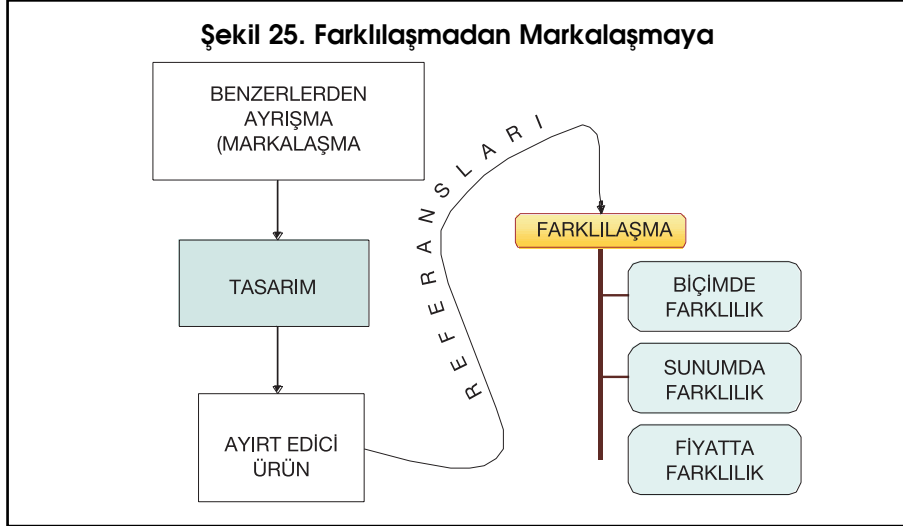 Şekil 25. Farklılaşmadan Markalaşmaya
BENZERLERDEN
AYRIŞMA
(MARKALAŞMA
TASARIM
AYIRT EDİCİ
ÜRÜN
REFERANSLARI
FARKLILAŞMA
BİÇİMDE
FARKLILIK
SUNUMDA
FARKLILIK
FİYATTA
FARKLILIK